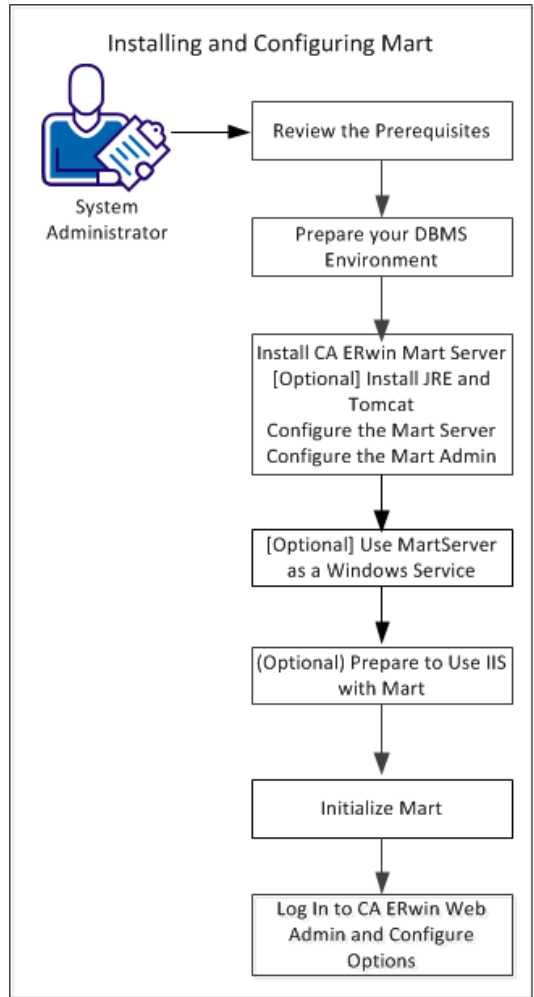 Installing and Configuring Mart
System
Administrator
Review the Prerequisites
Prepare your DBMS
Environment
Install CA ERwin Mart Server
[Optional] Install JRE and
Tomcat
Configure the Mart Server
Configure the Mart Admin
[Optional] Use MartServer
as a Windows Service
(Optional) Prepare to Use IIS
with Mart
Initialize Mart
Log In to CA ERwin Web
Admin and Configure
Options